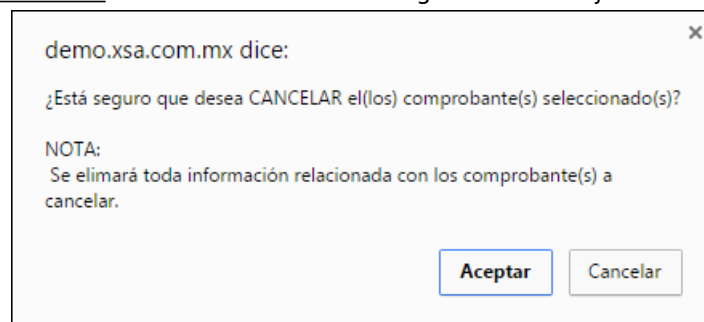 demo.xsa.com.mx dice:
¿Está seguro que desea CANCELAR el(los) comprobante(s) seleccionado(s)?
NOTA:
Se elimará toda información relacionada con los comprobante(s) a
cancelar.
Aceptar
Cancelar